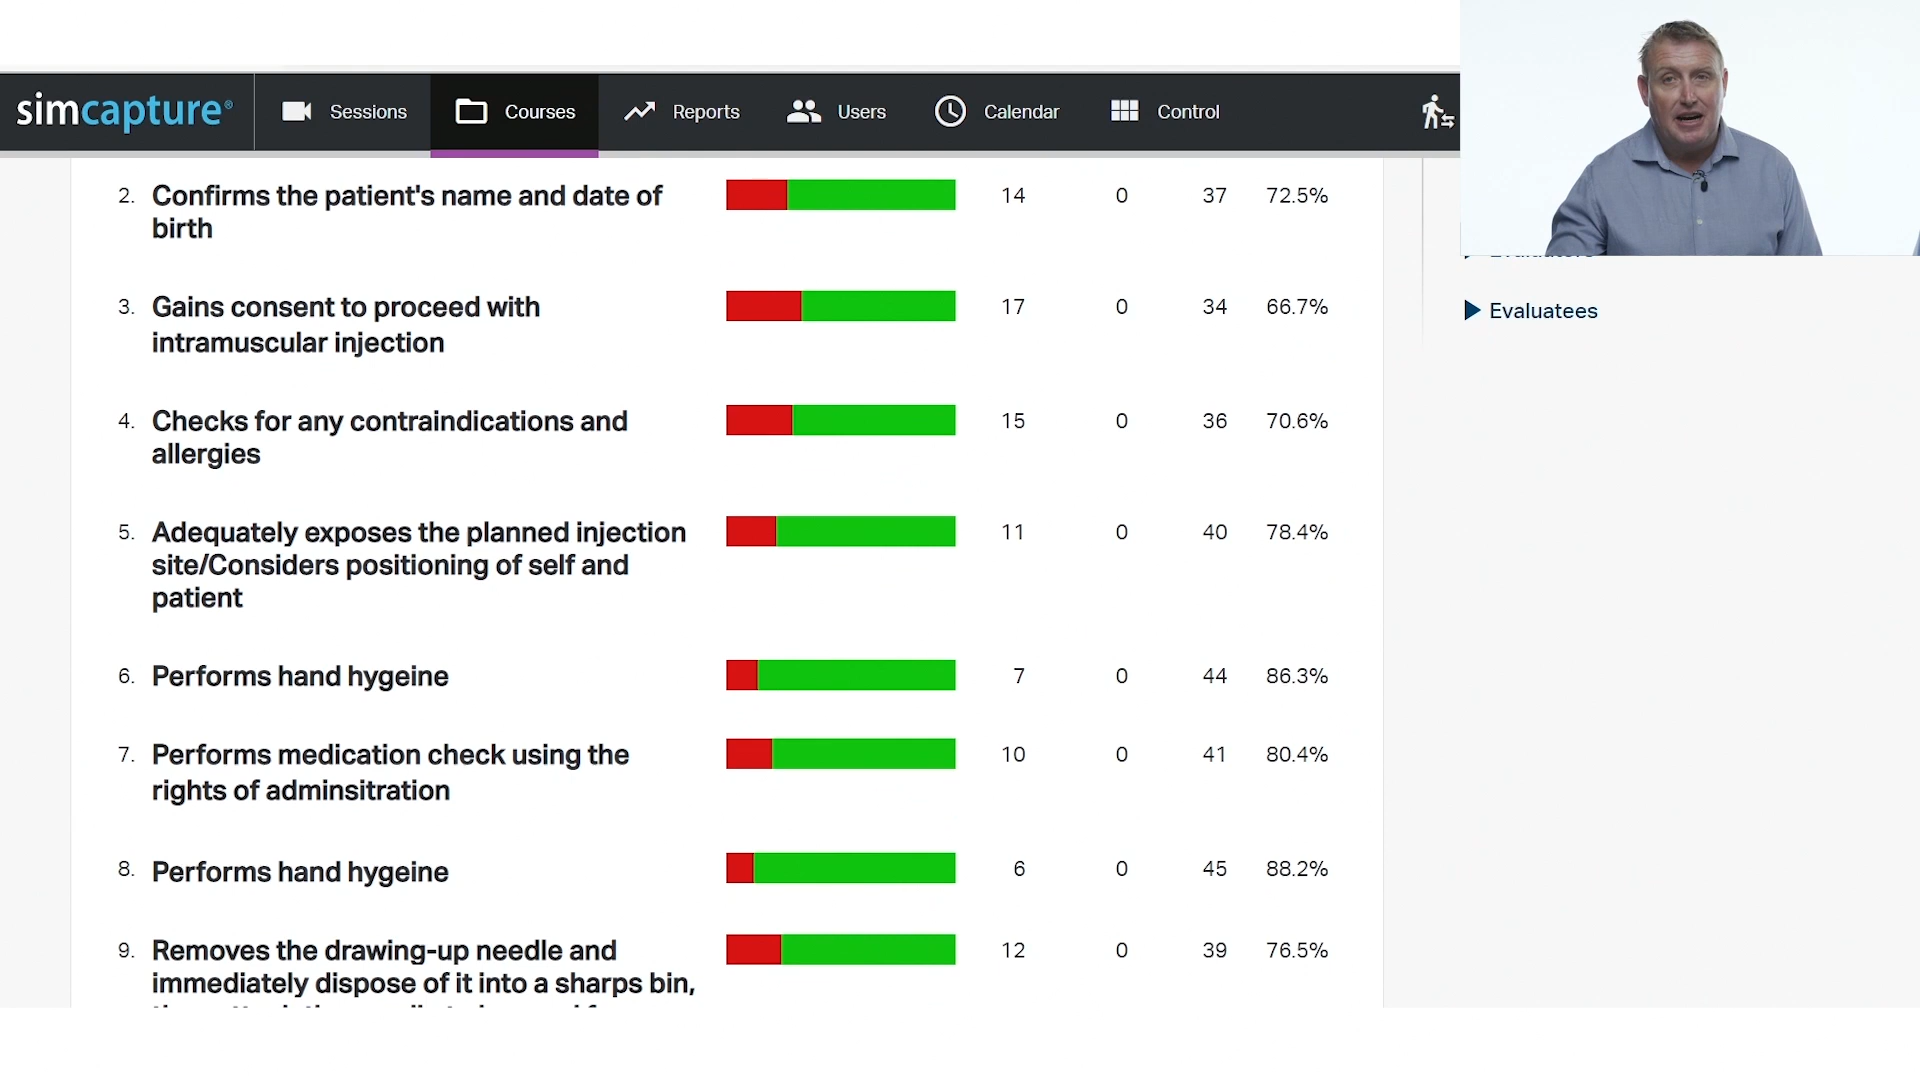 simcapture®
Sessions
Courses
Reports
Users
Calendar
Control
2. Confirms the patient's name and date of
birth
14 0 37 72.5%
3. Gains consent to proceed with
intramuscular injection
17 0 34 66.7%
4. Checks for any contraindications and
allergies
15 0 36 70.6%
5. Adequately exposes the planned injection
site/Considers positioning of self and
patient
11 0 40 78.4%
6. Performs hand hygeine
7 0 44 86.3%
7. Performs medication check using the
rights of adminsitration
10 0 41 80.4%
8. Performs hand hygeine
6 0 45 88.2%
9. Removes the drawing-up needle and
immediately dispose of it into a sharps bin,
12 0 39 76.5%
Evaluatees